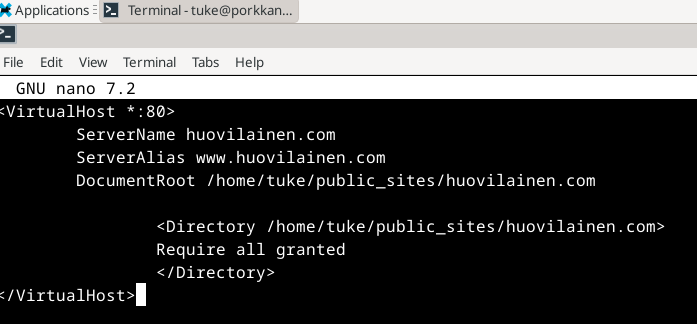 Applications
Terminal - tuke@porkkan...
File Edit View Terminal Tabs Help
GNU nano 7.2
<VirtualHost *:80>
ServerName huovilainen.com
ServerAlias www.huovilainen.com
DocumentRoot /home/tuke/public_sites/huovilainen.com
<Directory /home/tuke/public_sites/huovilainen.com>
Require all granted
</Directory>
</VirtualHost>